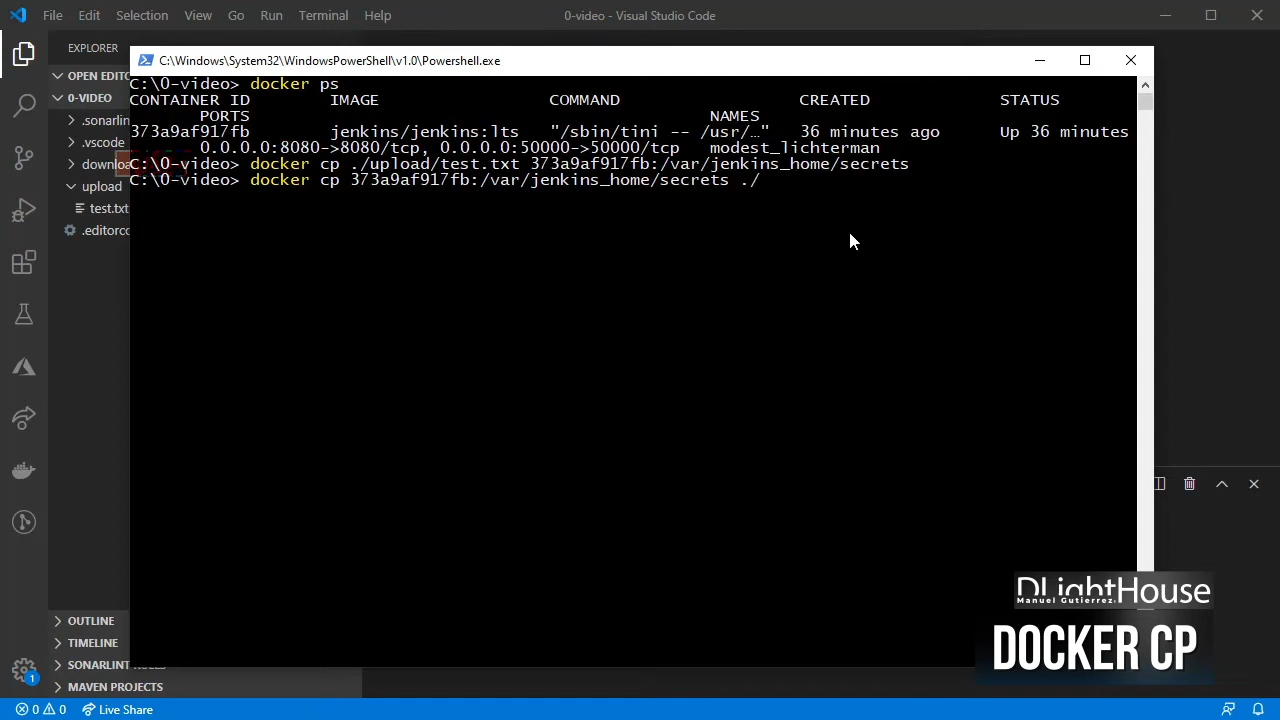 File Edit Selection View Go Run Terminal Help
0-video - Visual Studio Code
EXPLORER
OPEN EDITO
0-VIDEO
.sonarlin
.vscode
downloa
upload
test.txt
.editorco
OUTLINE
TIMELINE
SONARLINT RULES
MAVEN PROJECTS
C:\Windows\System32\WindowsPowerShell\v1.0\Powershell.exe
C:\0-video> docker ps
CONTAINER ID IMAGE COMMAND CREATED STATUS
PORTS NAMES
373a9af917fb jenkins/jenkins:lts "/sbin/tini -- /usr/…" 36 minutes ago Up 36 minutes
0.0.0.0:8080->8080/tcp, 0.0.0.0:50000->50000/tcp modest_lichterman
C:\0-video> docker cp ./upload/test.txt 373a9af917fb:/var/jenkins_home/secrets
C:\0-video> docker cp 373a9af917fb:/var/jenkins_home/secrets ./
DLightHouse
Manuel Gutierrez
DOCKER CP
1
0 0 Live Share